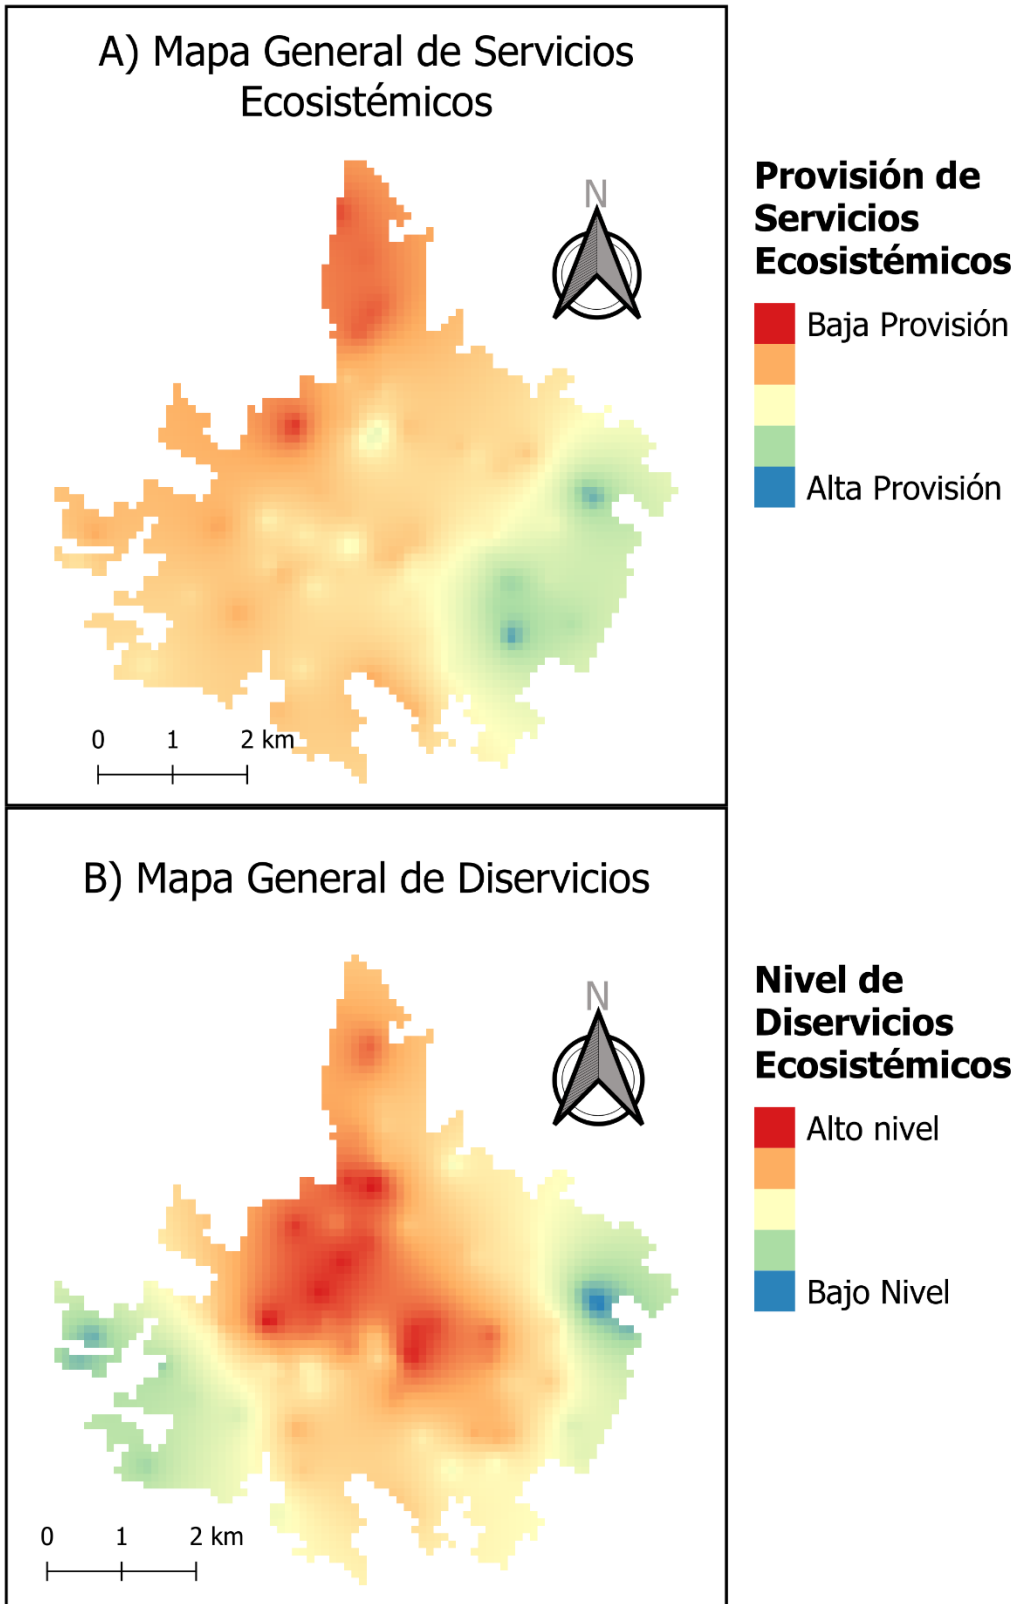 A) Mapa General de Servicios
Ecosistémicos
N
0 1 2 km
Provisión de
Servicios
Ecosistémicos
Baja Provisión
Alta Provisión
B) Mapa General de Diservicios
N
0 1 2 km
Nivel de
Diservicios
Ecosistémicos
Alto nivel
Bajo Nivel